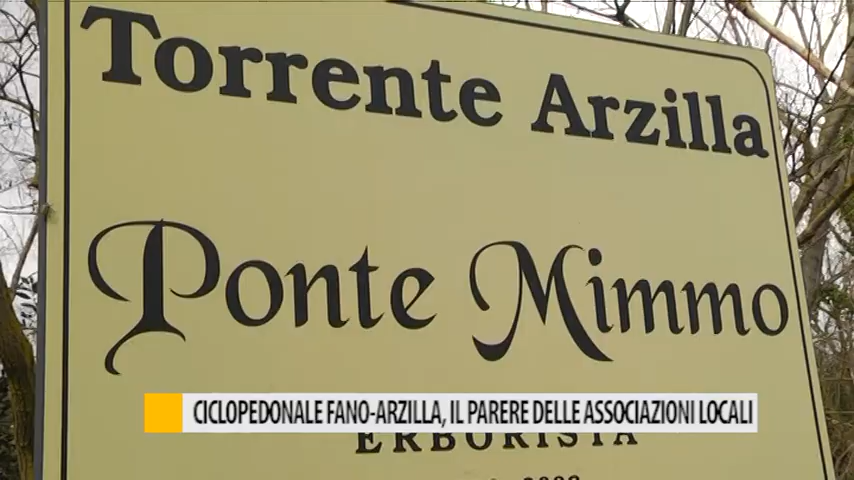 Torrente Arzilla
Ponte Mimmo
CICLOPEDONALE FANO-ARZILLA, IL PARERE DELLE ASSOCIAZIONI LOCALI
ERBORISTA